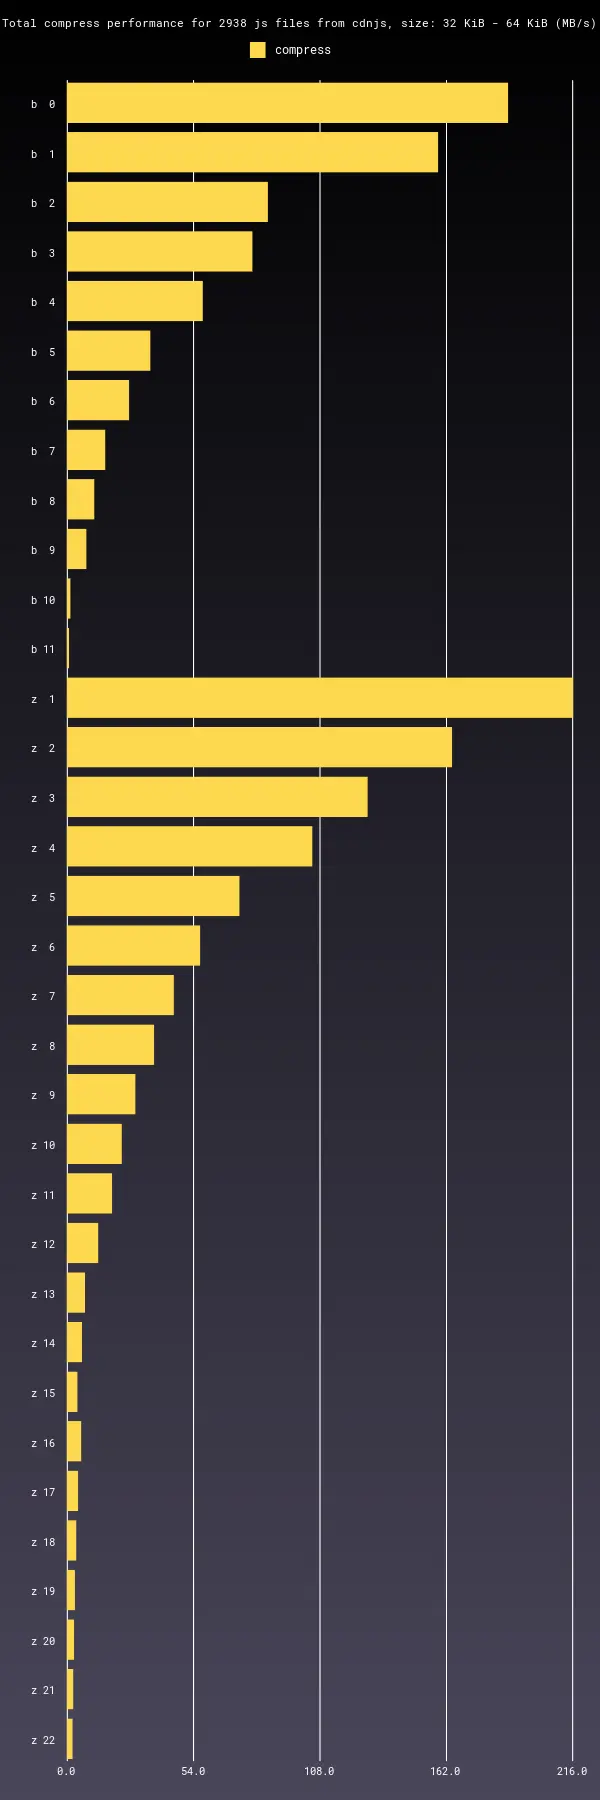 Total compress performance for 2938 js files from cdnjs, size: 32 KiB - 64 KiB (MB/s)
compress
b 0
b 1
b 2
b 3
b 4
b 5
b 6
b 7
b 8
b 9
b 10
b 11
z 1
z 2
z 3
z 4
z 5
z 6
z 7
z 8
z 9
z 10
z 11
z 12
z 13
z 14
z 15
z 16
z 17
z 18
z 19
z 20
z 21
z 22
0.0 54.0 108.0 162.0 216.0